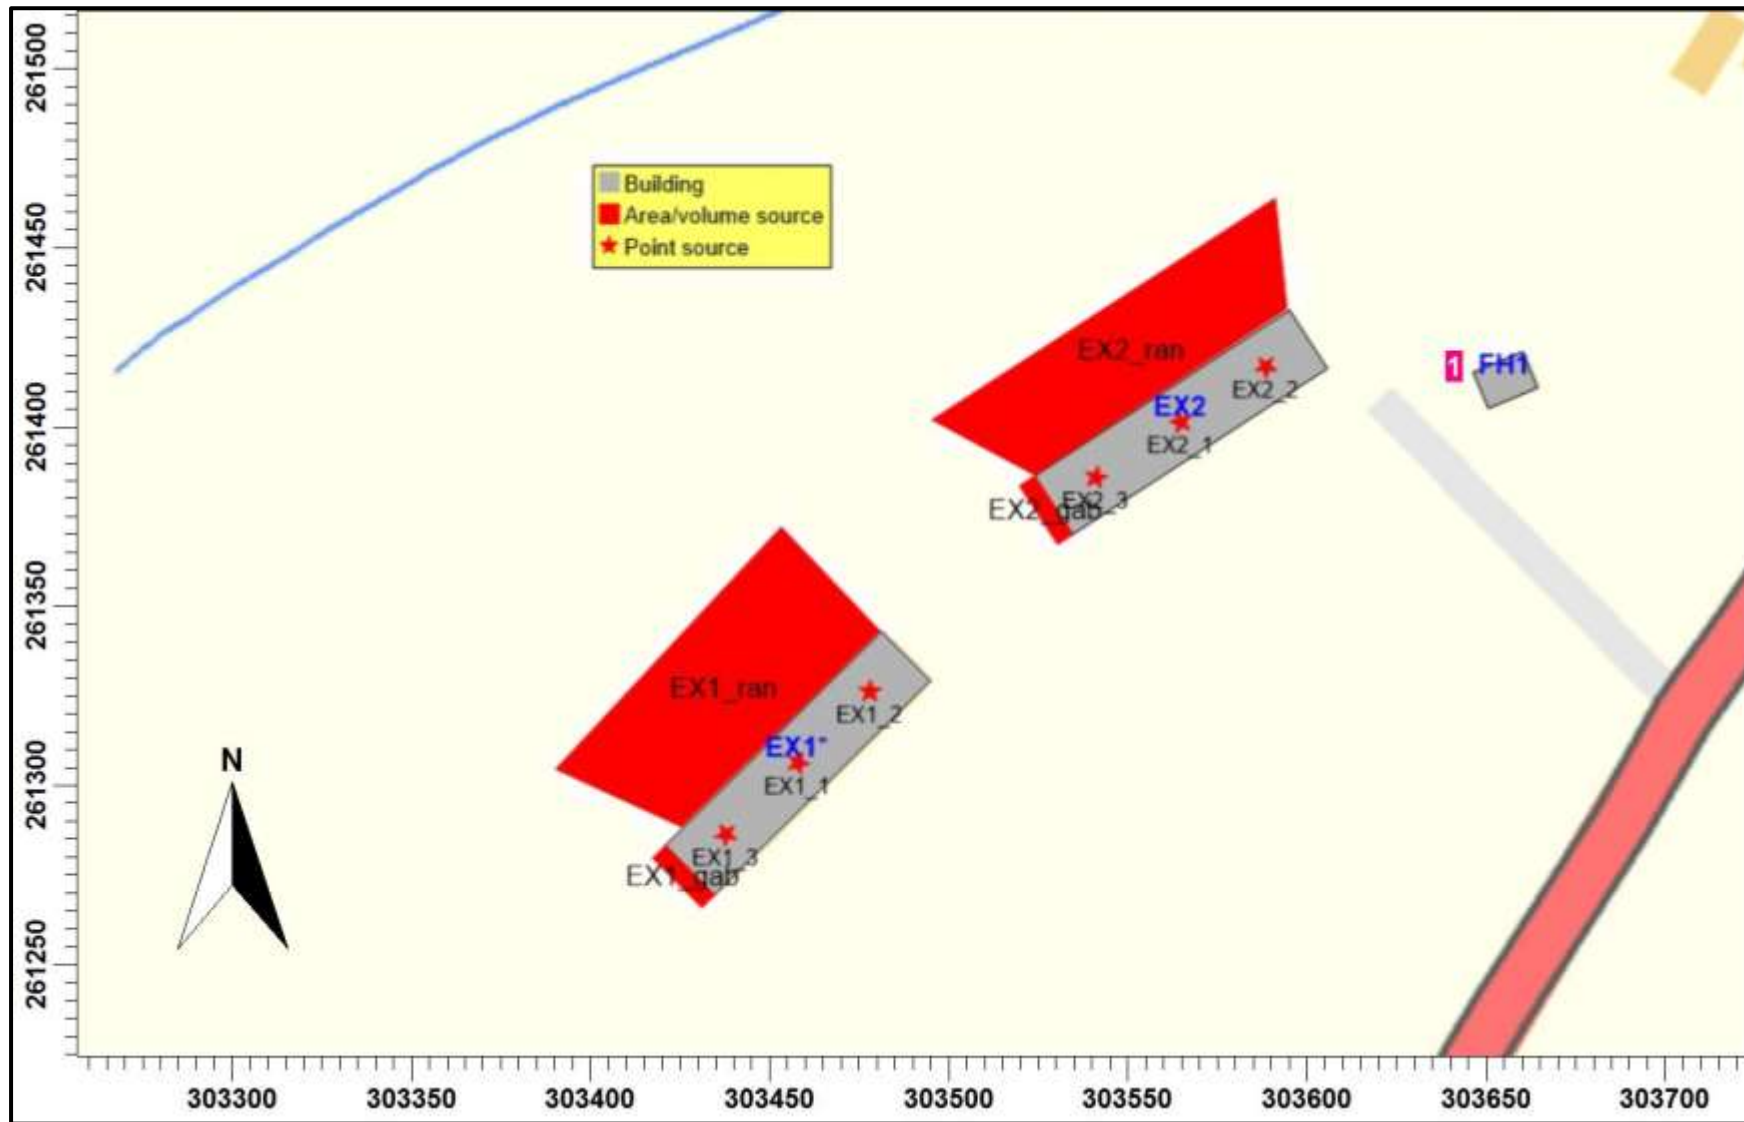 261500
261450
261400
261350
261300
261250
Building
Area/volume source
Point source
EX2_ran
EX2_2
EX2
EX2_1
EX2_3
EX2_gab
1
FH1
EX1_ran
EX1_2
EX1"
EX1_1
EX1_3
EX1_gab
N
303300
303350
303400
303450
303500
303550
303600
303650
303700